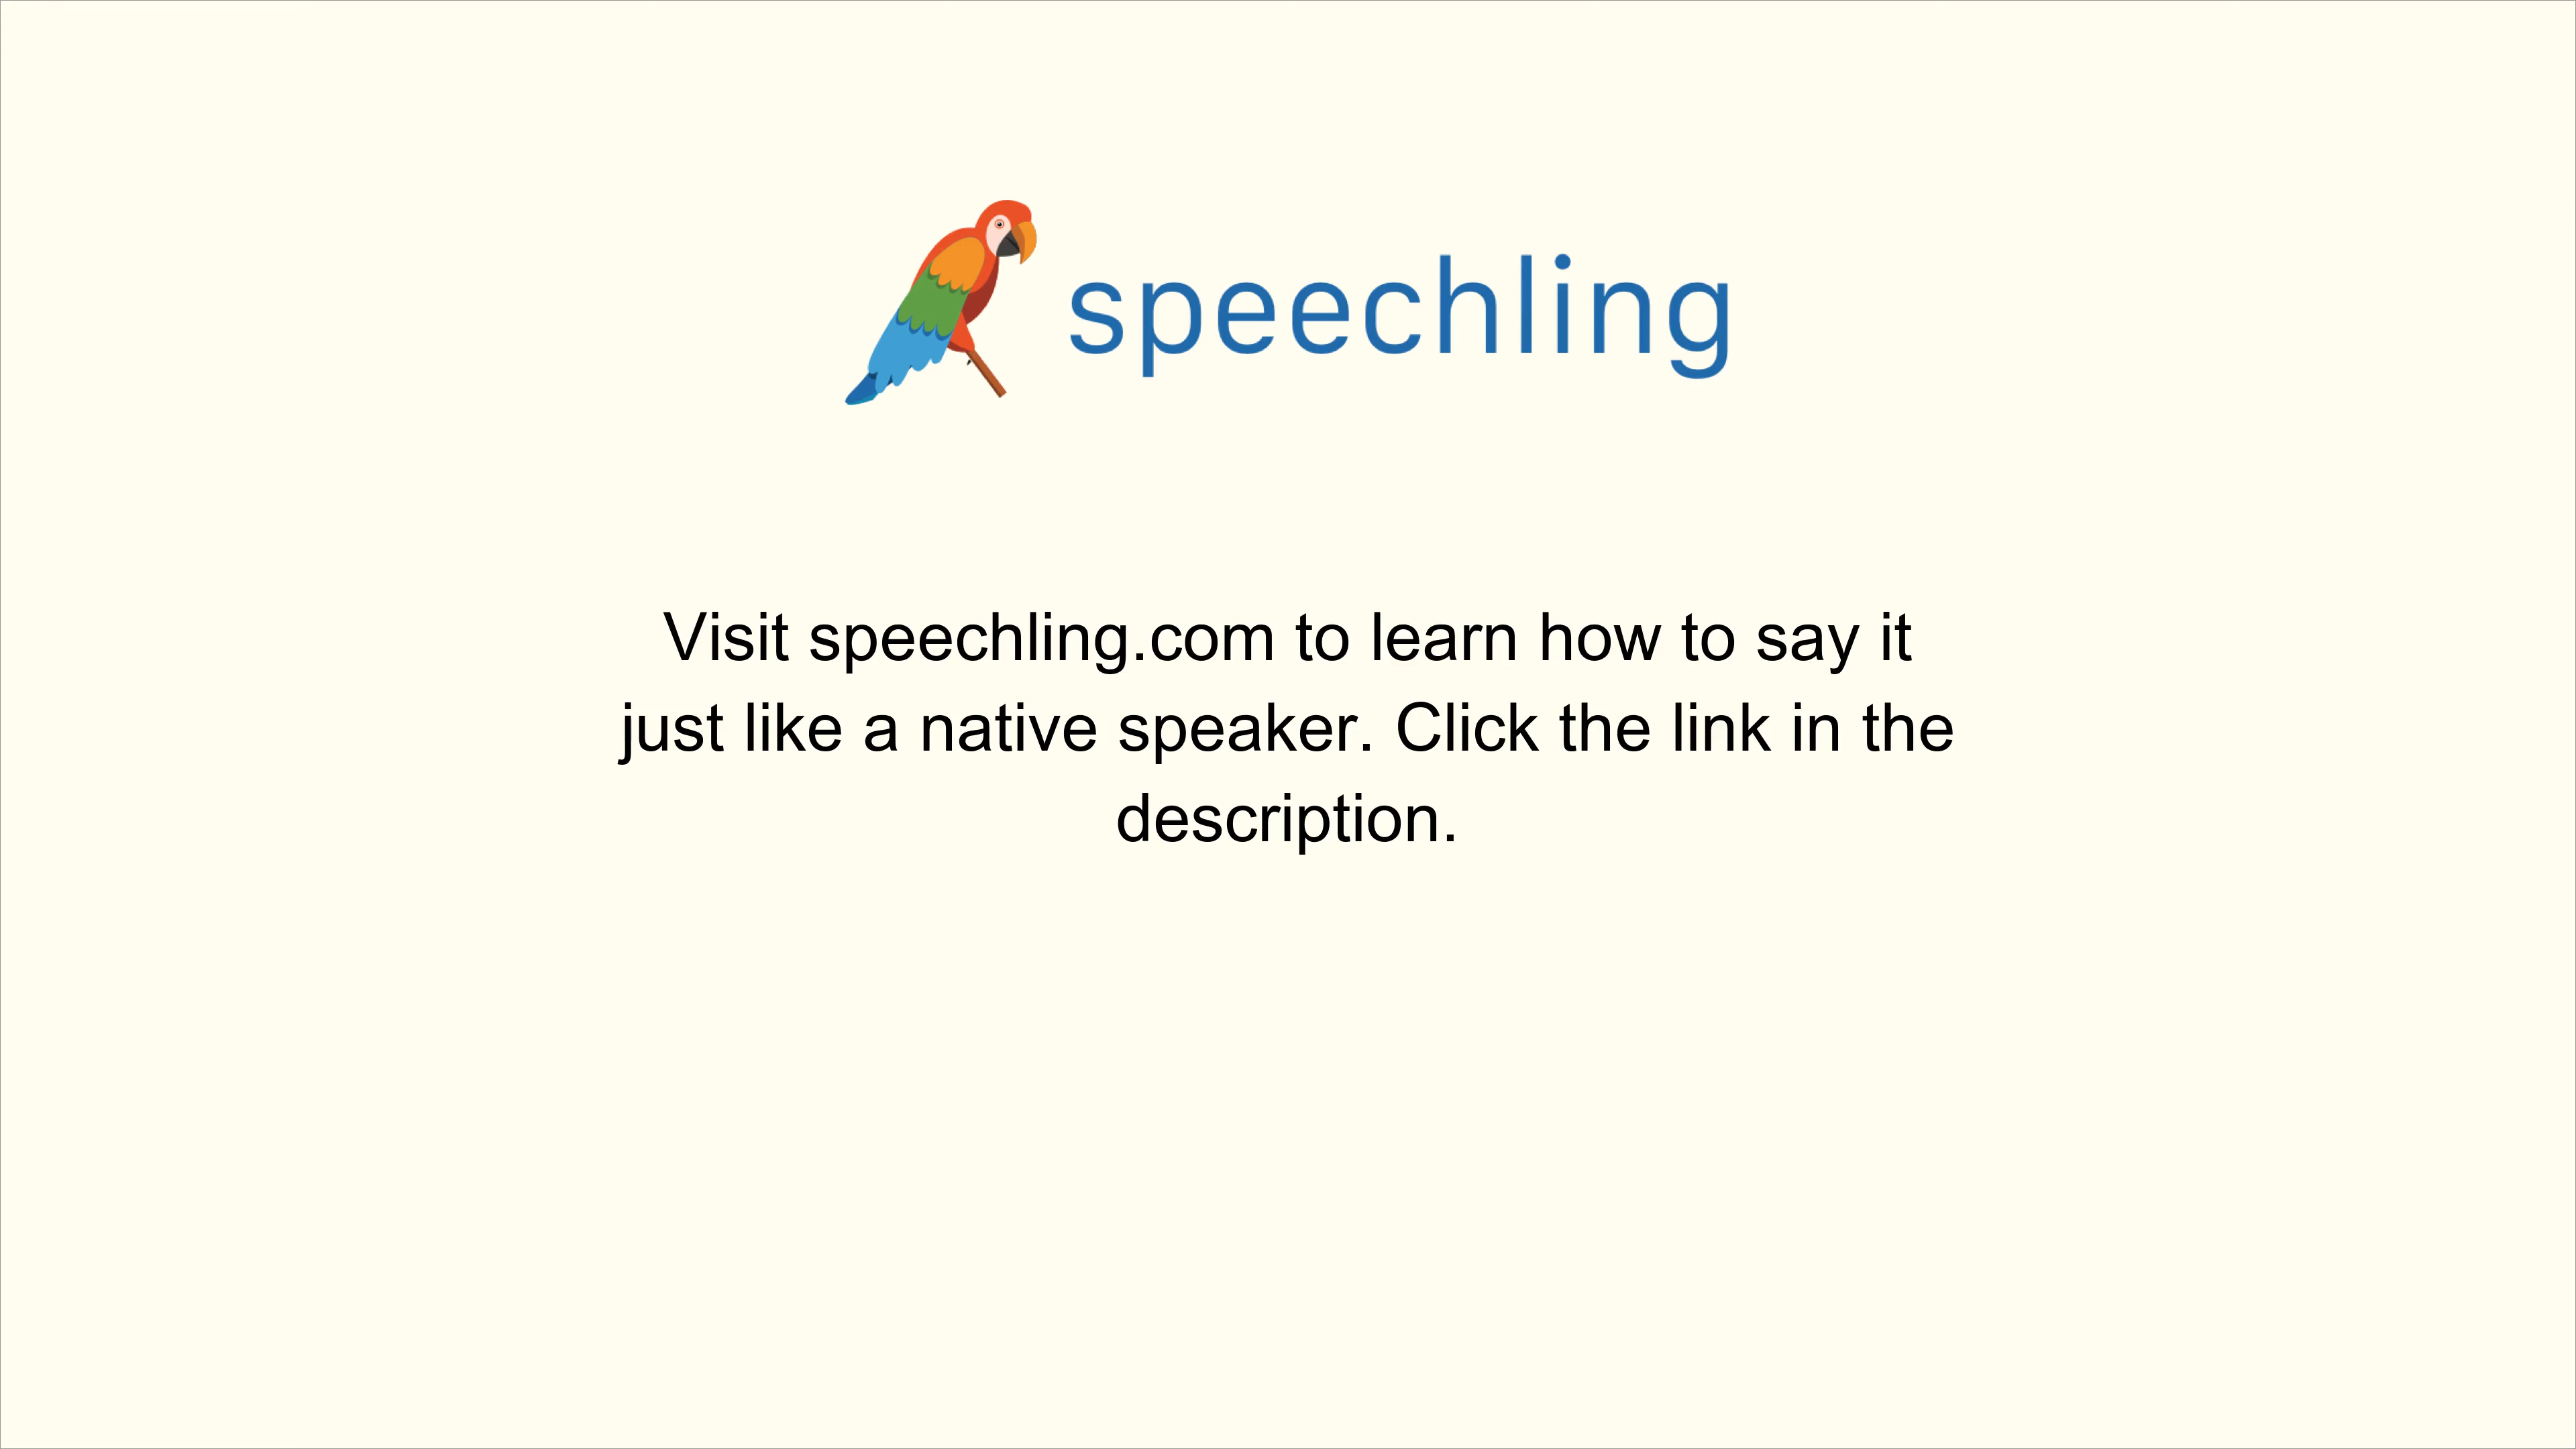 speechling
Visit speechling.com to learn how to say it
just like a native speaker. Click the link in the
description.